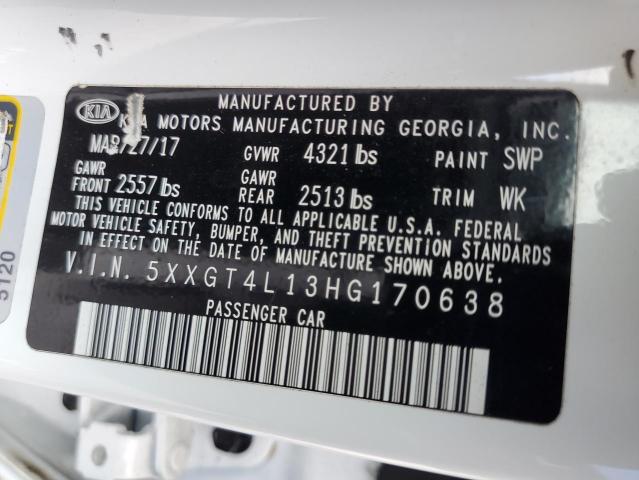 MANUFACTURED BY
KIA KIA MOTORS MANUFACTURING GEORGIA, INC.
MAR/27/17 GVWR 4321 lbs PAINT SWP
GAWR FRONT 2557 lbs GAWR REAR 2513 lbs TRIM WK
THIS VEHICLE CONFORMS TO ALL APPLICABLE U.S.A. FEDERAL
MOTOR VEHICLE SAFETY, BUMPER, AND THEFT PREVENTION STANDARDS
IN EFFECT ON THE DATE OF MANUFACTURE SHOWN ABOVE.
V.I.N. 5XXGT4L13HG170638
PASSENGER CAR
5120